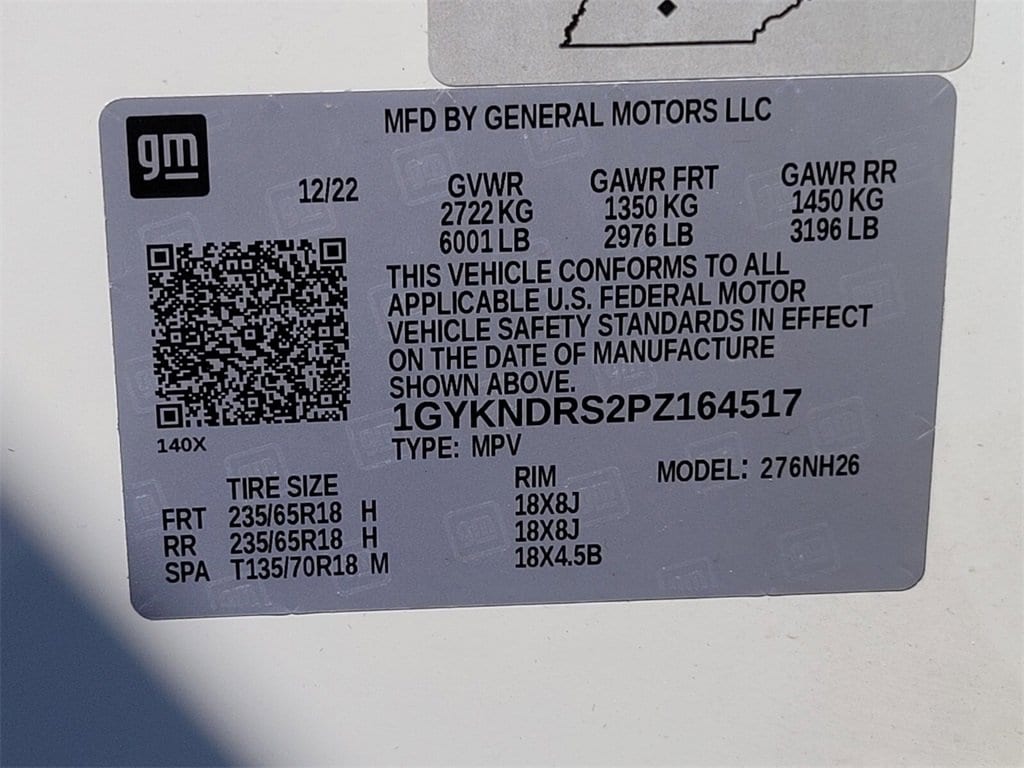 gm
MFD BY GENERAL MOTORS LLC
12/22
GVWR GAWR FRT GAWR RR
2722 KG 1350 KG 1450 KG
6001 LB 2976 LB 3196 LB
THIS VEHICLE CONFORMS TO ALL
APPLICABLE U.S. FEDERAL MOTOR
VEHICLE SAFETY STANDARDS IN EFFECT
ON THE DATE OF MANUFACTURE
SHOWN ABOVE.
1GYKNDRS2PZ164517
140X
TYPE: MPV
MODEL: 276NH26
TIRE SIZE RIM
FRT 235/65R18 H 18X8J
RR 235/65R18 H 18X8J
SPA T135/70R18 M 18X4.5B